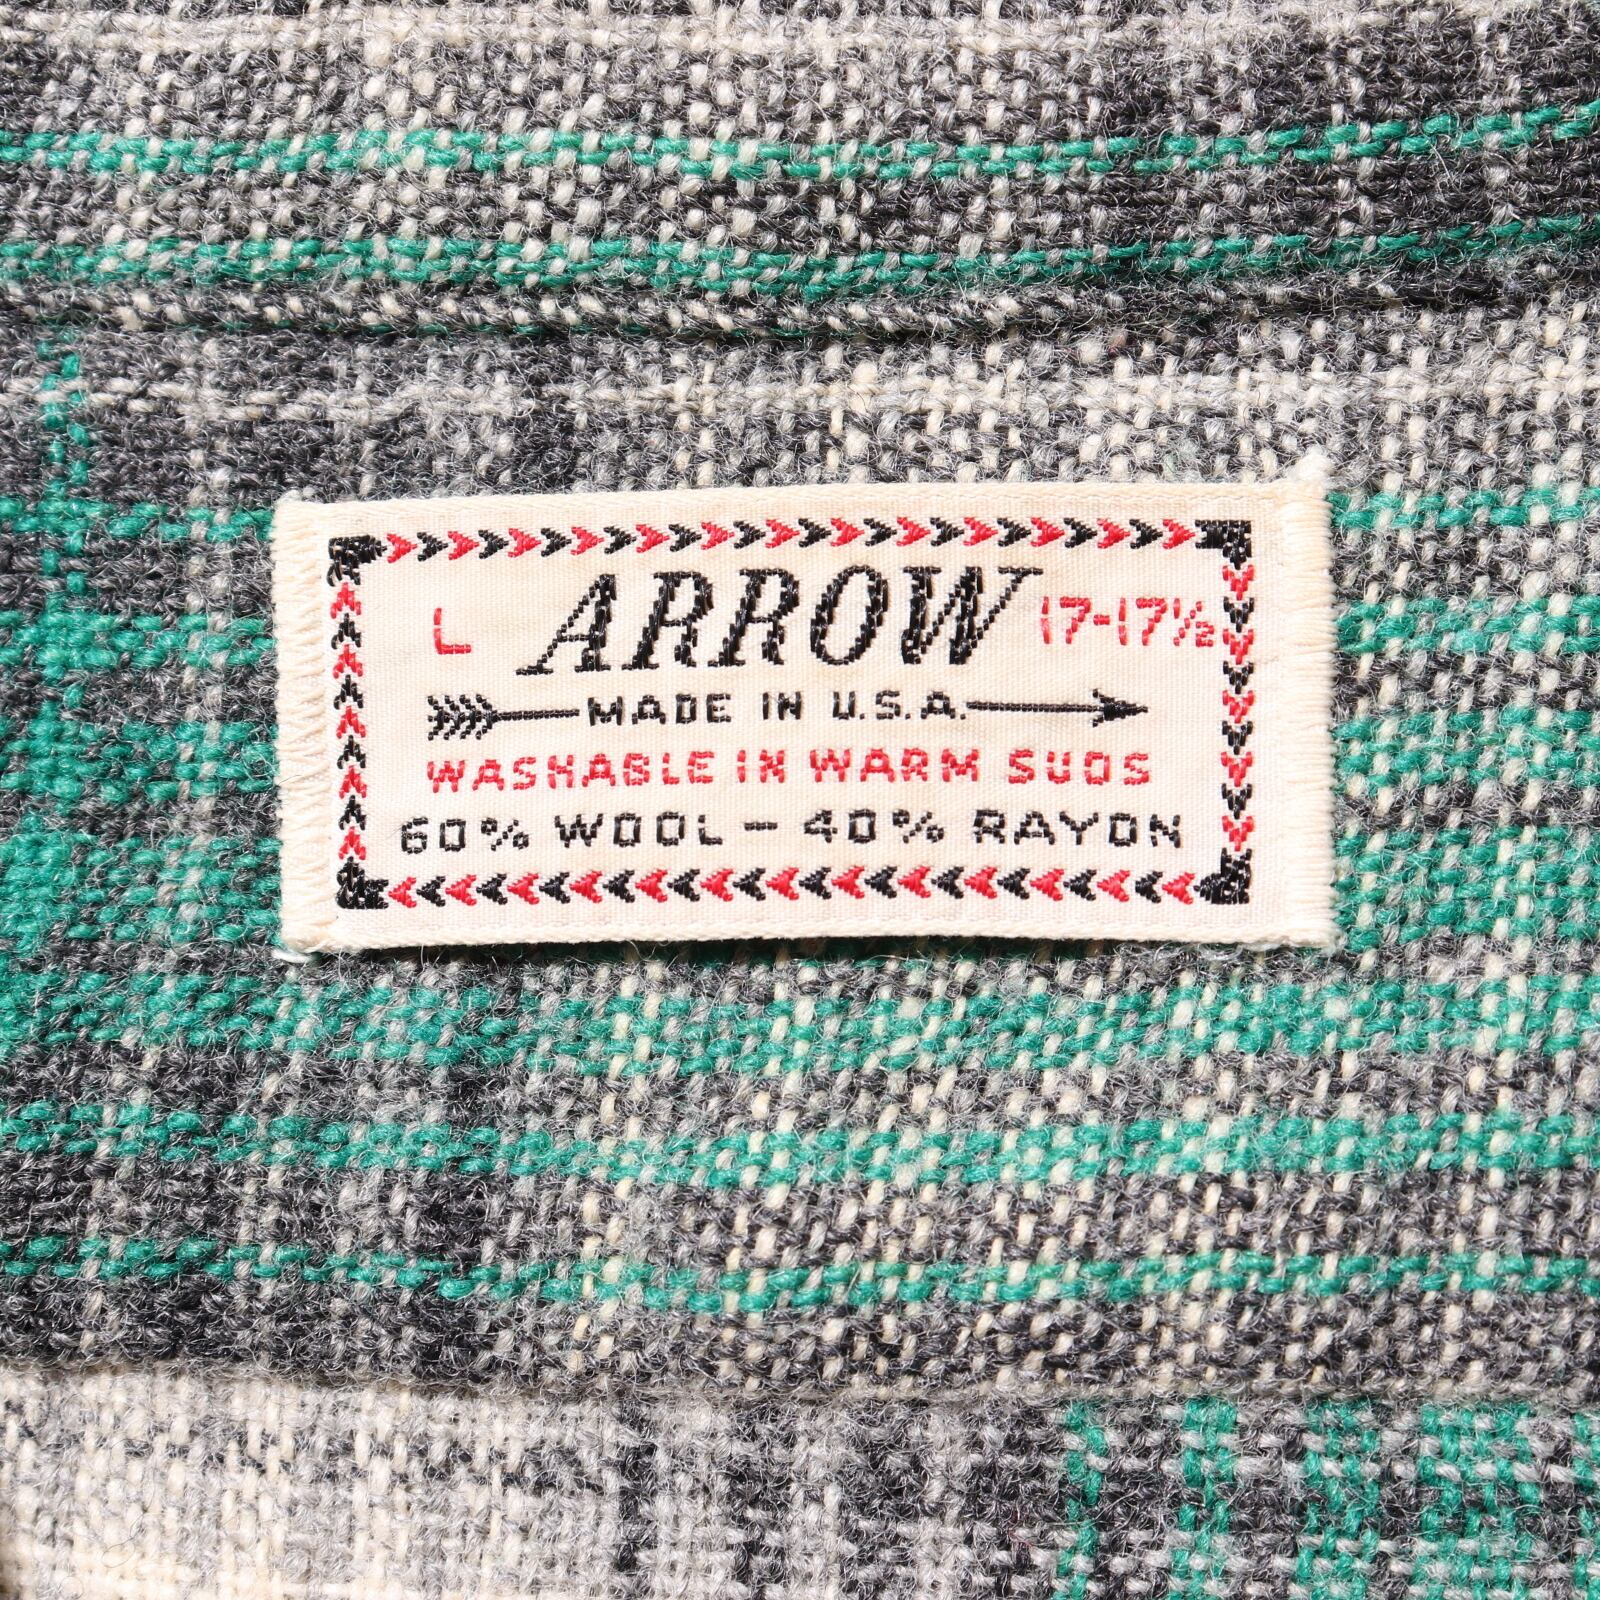 L ARROW 17-17½
MADE IN U.S.A.
WASHABLE IN WARM SUDS
60% WOOL - 40% RAYON